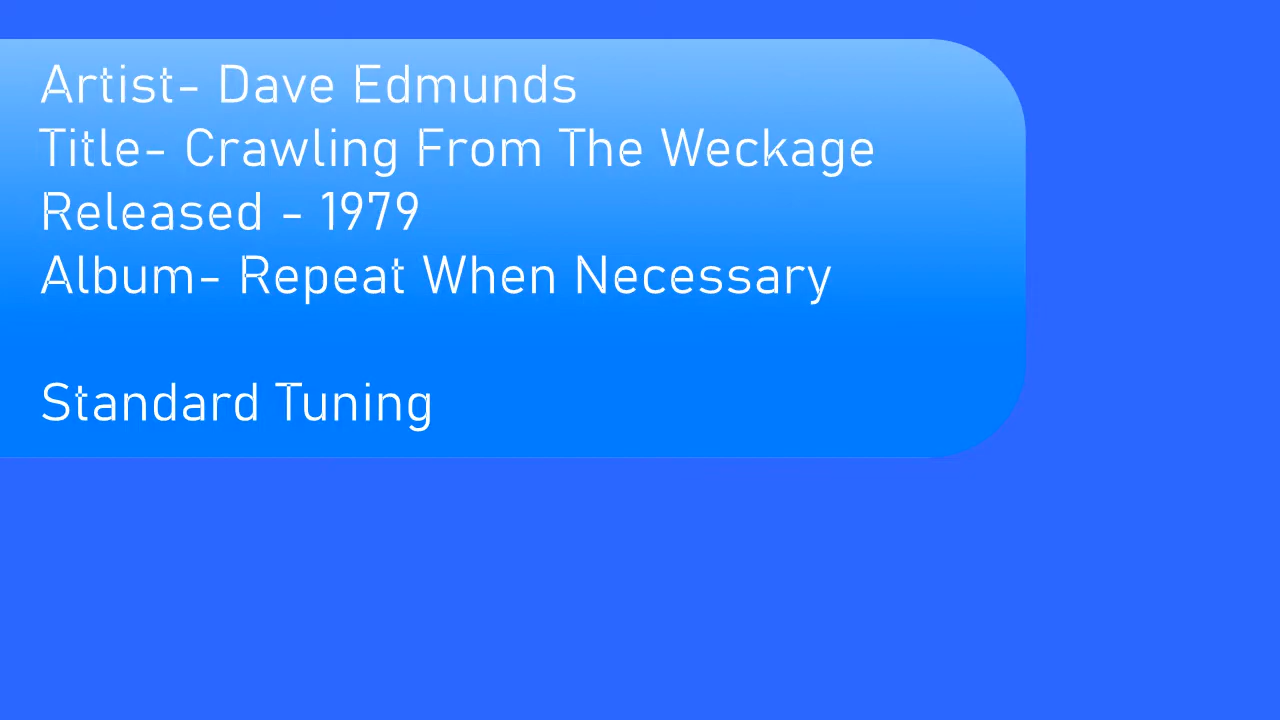 Artist- Dave Edmunds
Title- Crawling From The Weckage
Released - 1979
Album- Repeat When Necessary
Standard Tuning